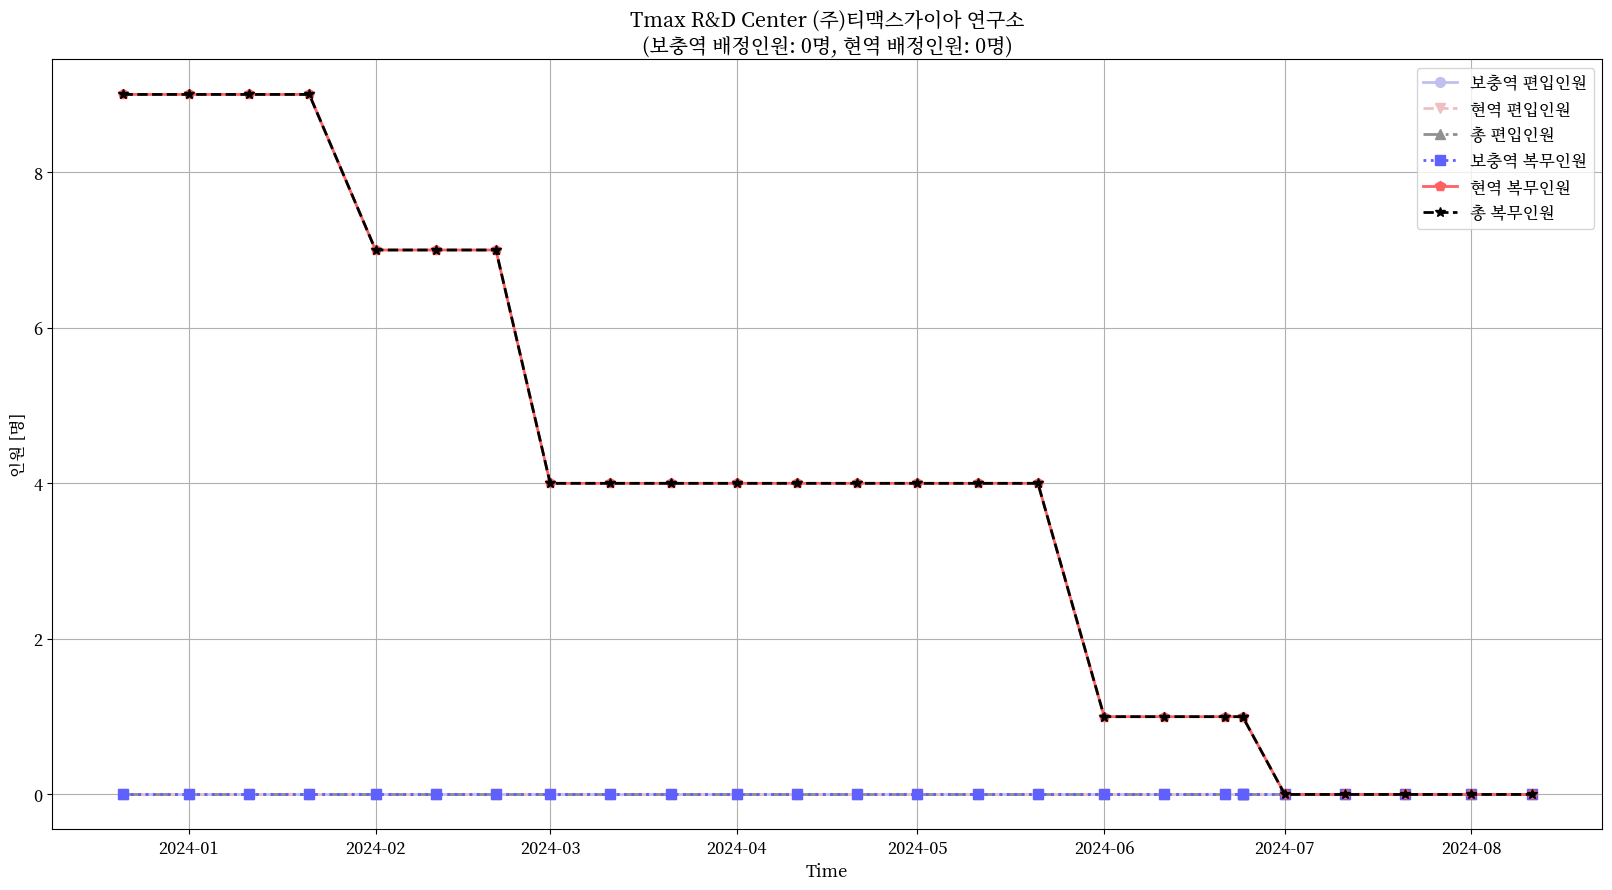 Tmax R&D Center (주)티맥스가이아 연구소
(보충역 배정인원: 0명, 현역 배정인원: 0명)
보충역 편입인원
현역 편입인원
총 편입인원
보충역 복무인원
현역 복무인원
총 복무인원
인원 [명]
8
6
4
2
0
2024-01 2024-02 2024-03 2024-04 2024-05 2024-06 2024-07 2024-08
Time